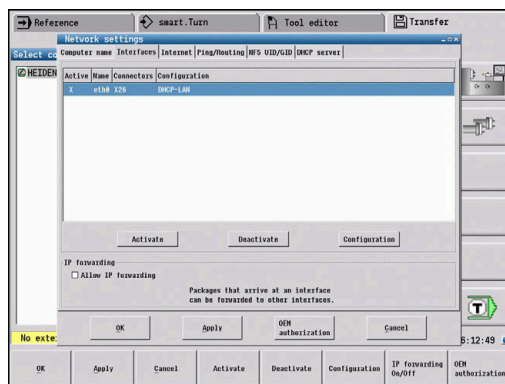 Reference smart.Turn Tool editor Transfer
Network settings
Select co
Computer name Interfaces Internet Ping/Routing NFS UID/GID DHCP server
HEIDEN
Active Name Connectors Configuration
X eth0 X26 DHCP-LAN
Activate Deactivate Configuration
IP forwarding
Allow IP forwarding
Packages that arrive at an interface
can be forwarded to other interfaces.
T
OK Apply OEM authorization Cancel
No exte
6:12:49
OK Apply Cancel Activate Deactivate Configuration IP forwarding On/Off OEM authorization